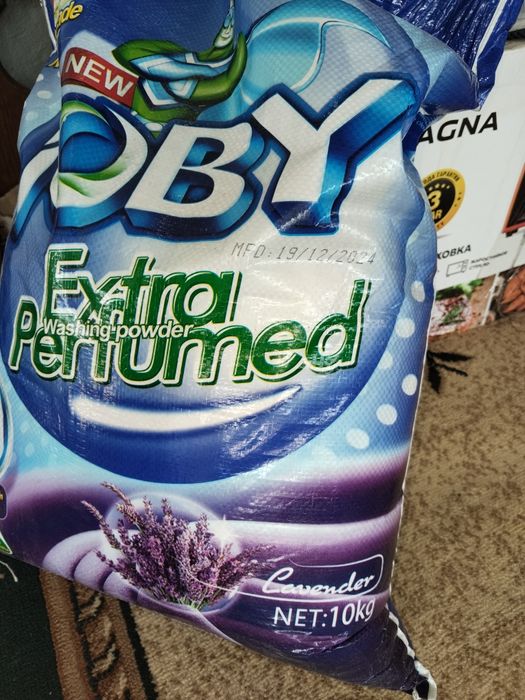 NEW
OBY
AGNA
MFD:19/12/2024
Extra
Washing powder
Perfumed
Lavender
NET:10kg